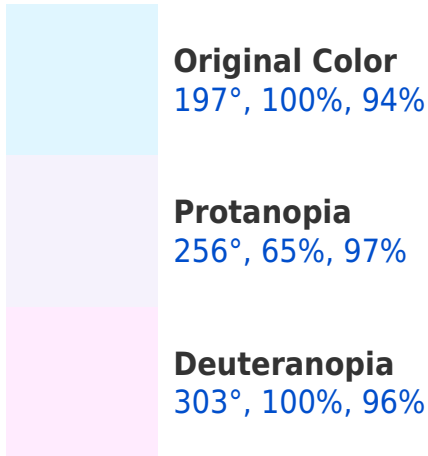 Original Color
197°, 100%, 94%
Protanopia
256°, 65%, 97%
Deuteranopia
303°, 100%, 96%